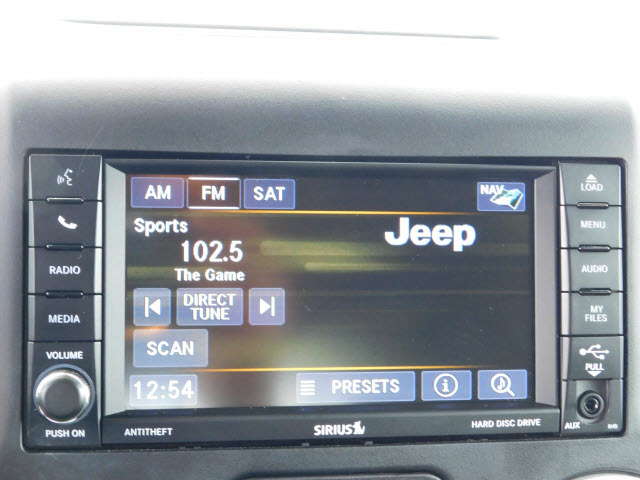 LOAD
AM FM SAT NAV
MENU
Sports
Jeep
102.5
RADIO
AUDIO
The Game
DIRECT
TUNE
MEDIA
MY
FILES
SCAN
VOLUME
PULL
12:54 PRESETS
PUSH ON
ANTITHEFT SIRIUS HARD DISC DRIVE
AUX